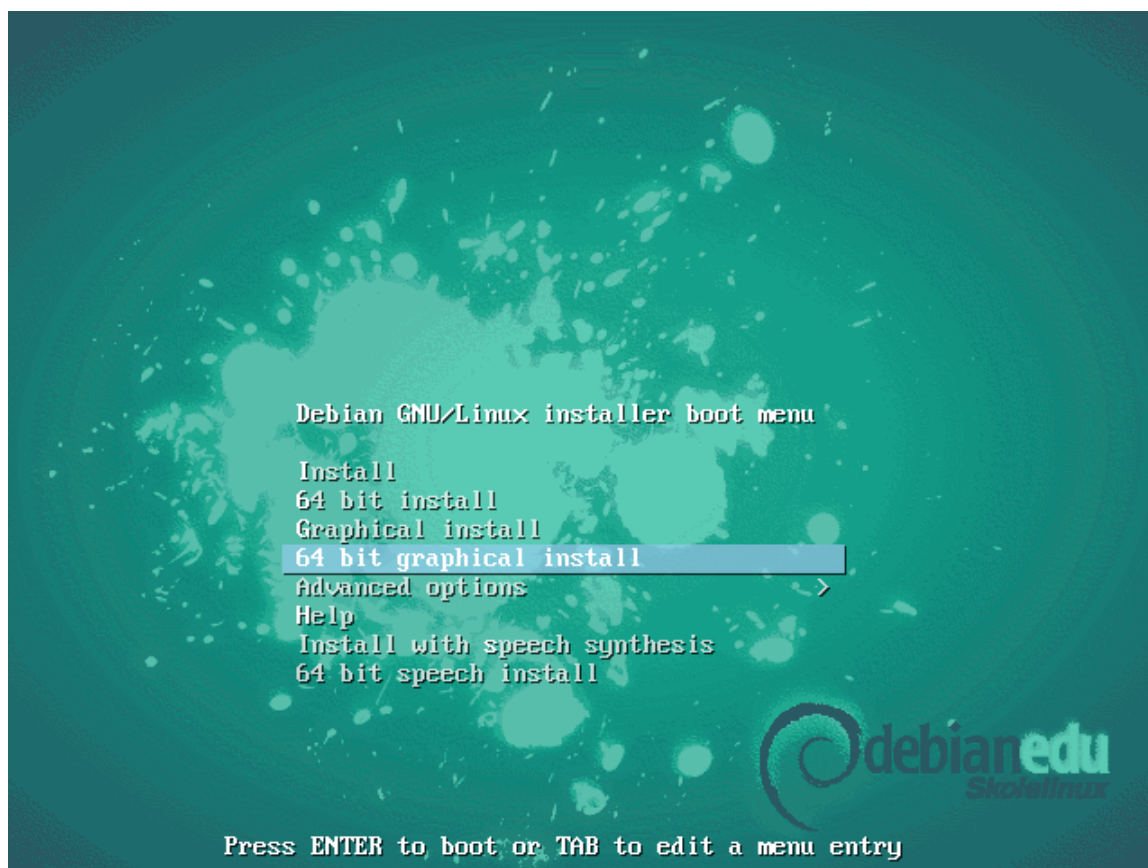 Debian GNU/Linux installer boot menu
Install
64 bit install
Graphical install
64 bit graphical install
Advanced options >
Help
Install with speech synthesis
64 bit speech install
debianedu
Skolelinux
Press ENTER to boot or TAB to edit a menu entry